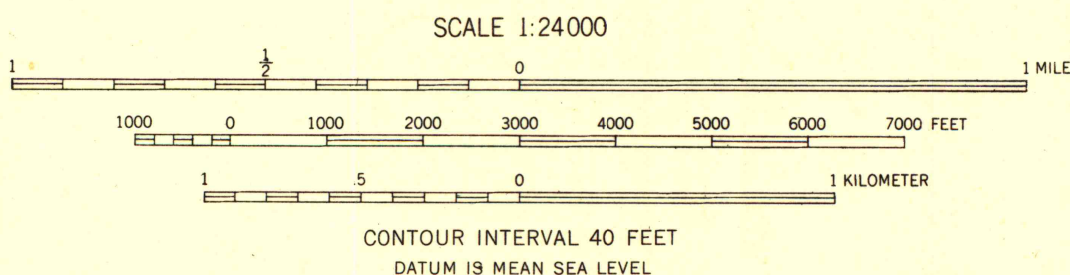 SCALE 1:24000
1 1/2 0 1 MILE
1000 0 1000 2000 3000 4000 5000 6000 7000 FEET
1 .5 0 1 KILOMETER
CONTOUR INTERVAL 40 FEET
DATUM IS MEAN SEA LEVEL